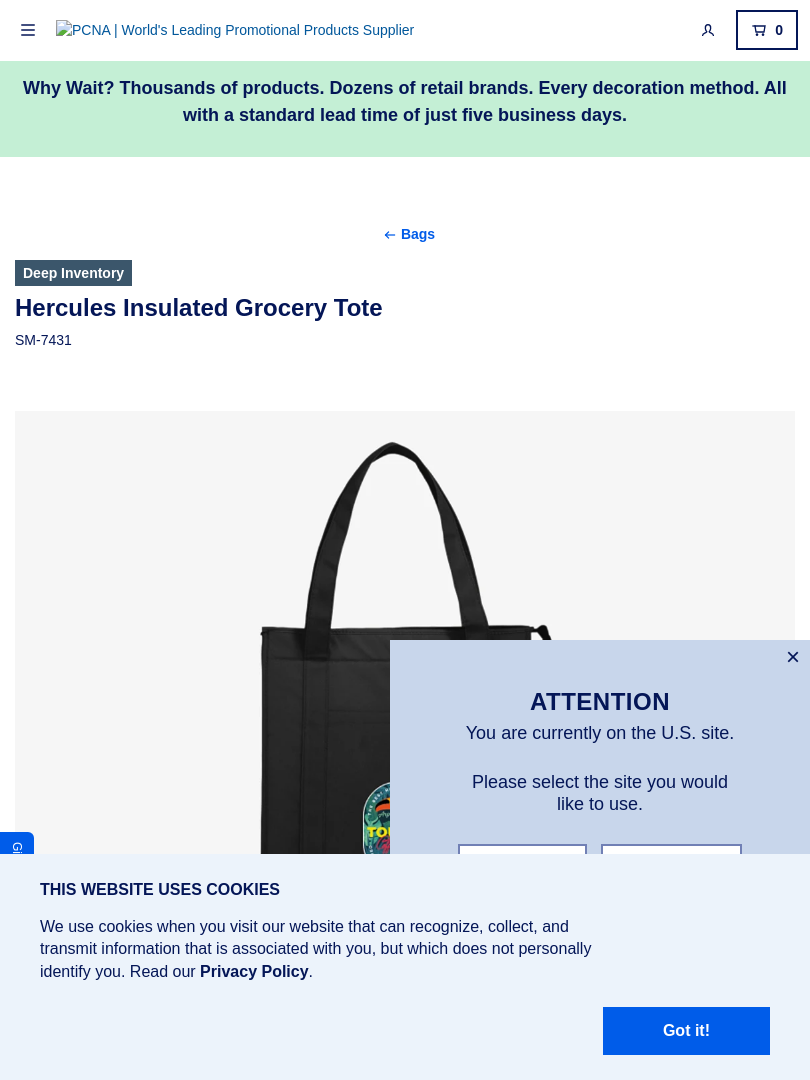 PCNA | World's Leading Promotional Products Supplier
0
Why Wait? Thousands of products. Dozens of retail brands. Every decoration method. All
with a standard lead time of just five business days.
Bags
Deep Inventory
Hercules Insulated Grocery Tote
SM-7431
ATTENTION
You are currently on the U.S. site.
Please select the site you would
like to use.
THIS WEBSITE USES COOKIES
We use cookies when you visit our website that can recognize, collect, and
transmit information that is associated with you, but which does not personally
identify you. Read our Privacy Policy.
Got it!